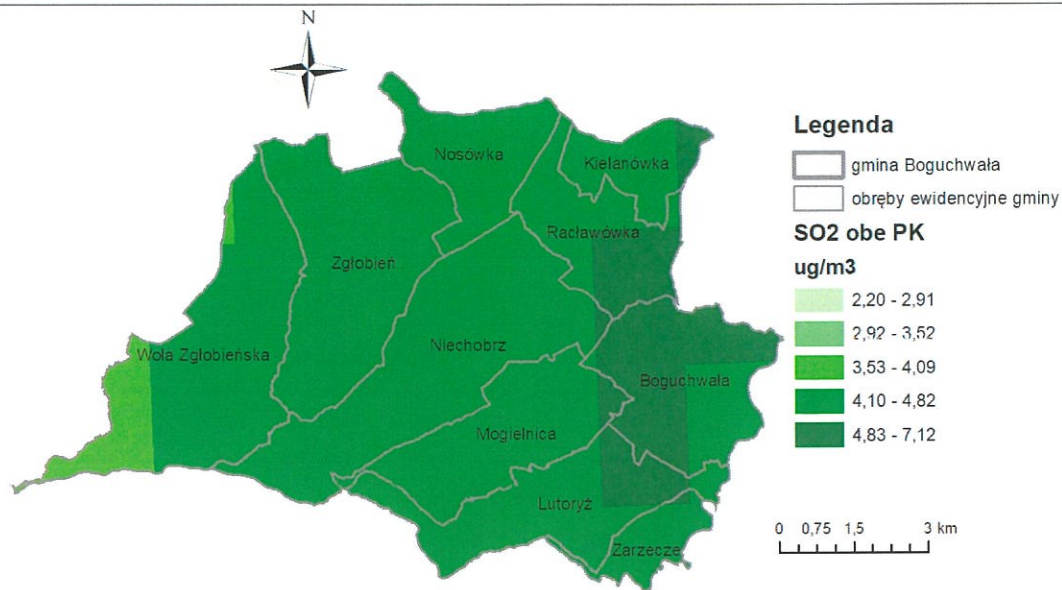 N
Nosówka
Kielanówka
Racławówka
Zgłobień
Niechobrz
Wola Zgłobieńska
Boguchwała
Mogielnica
Lutoryż
Zarzecze
Legenda
gmina Boguchwała
obręby ewidencyjne gminy
SO2 obe PK
ug/m3
2,20 - 2,91
2,92 - 3,52
3,53 - 4,09
4,10 - 4,82
4,83 - 7,12
0 0,75 1,5 3 km